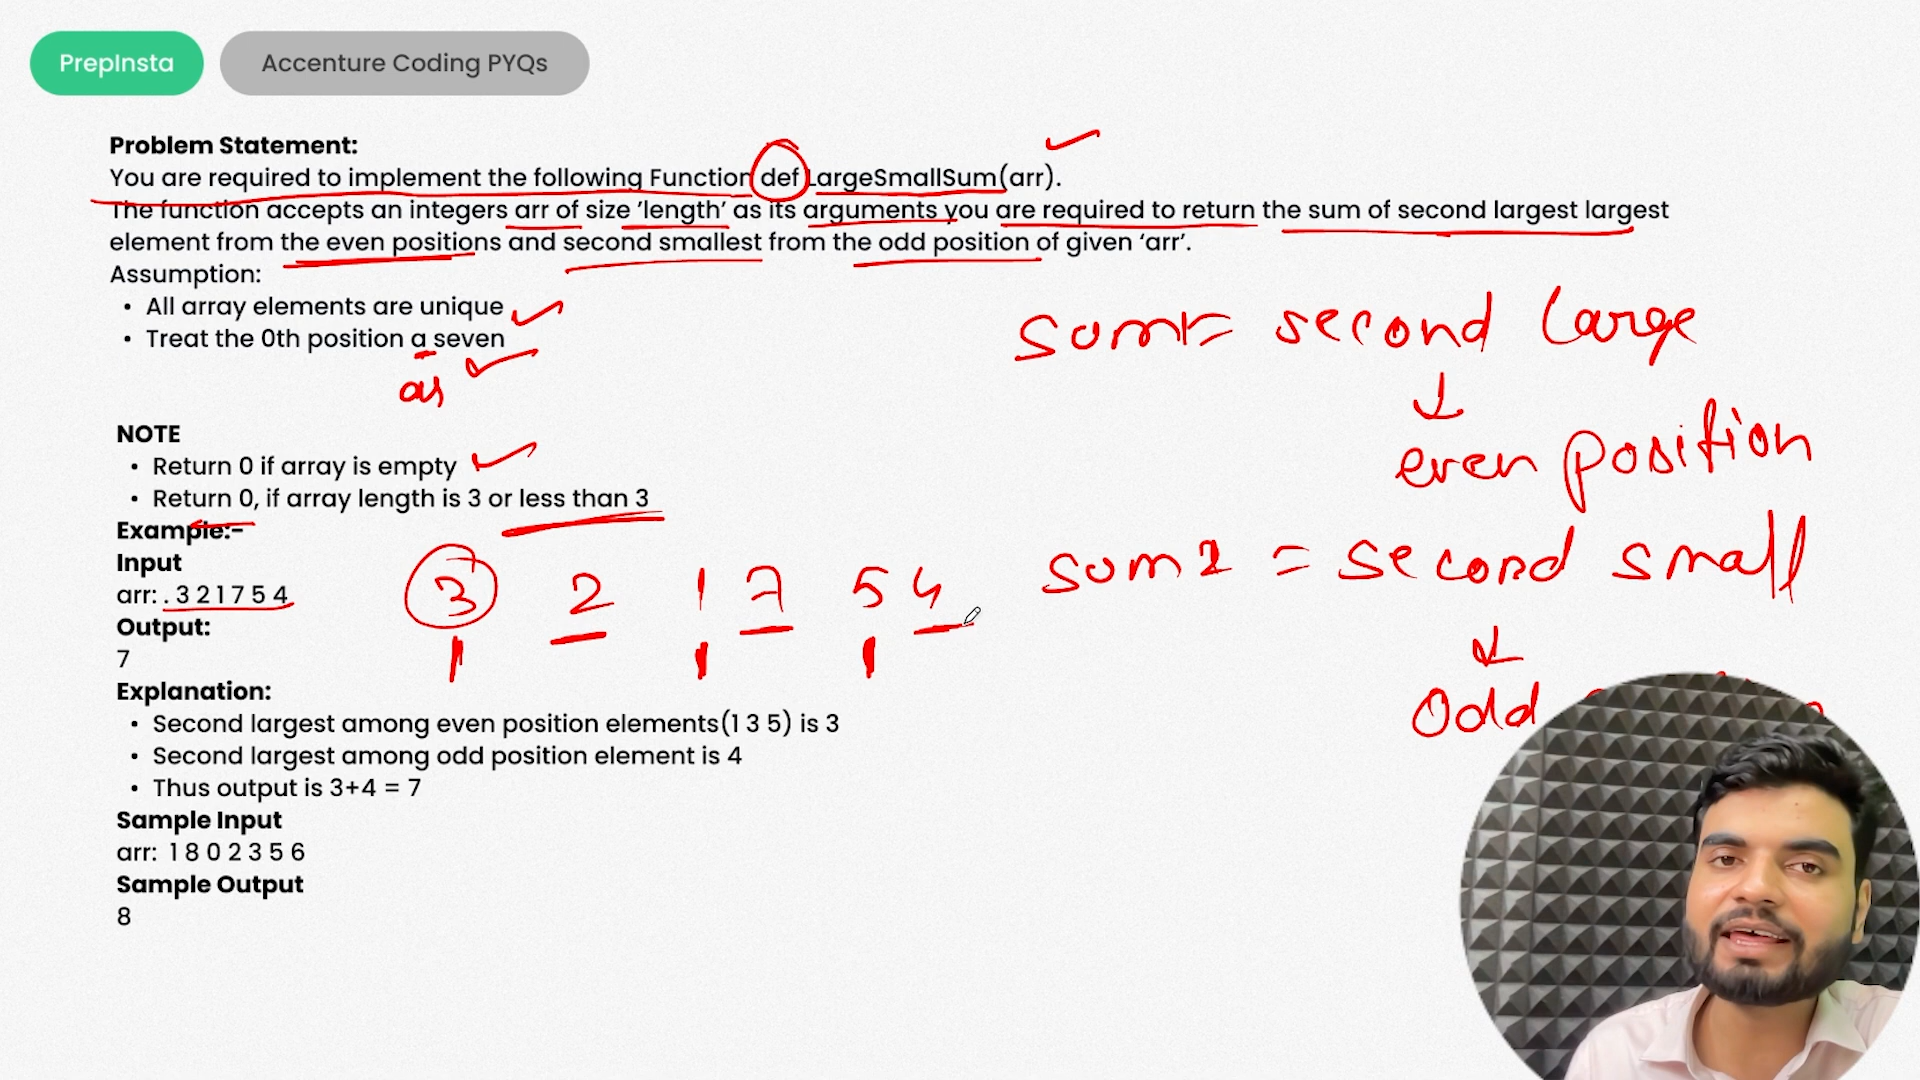 PrepInsta Accenture Coding PYQs
Problem Statement:
You are required to implement the following Function def LargeSmallSum(arr).
The function accepts an integers arr of size ’length’ as its arguments you are required to return the sum of second largest largest
element from the even positions and second smallest from the odd position of given ‘arr’.
Assumption:
• All array elements are unique
• Treat the 0th position a seven
as
NOTE
• Return 0 if array is empty
• Return 0, if array length is 3 or less than 3
Example:-
Input
arr: . 3 2 1 7 5 4
Output:
7
Explanation:
• Second largest among even position elements(1 3 5) is 3
• Second largest among odd position element is 4
• Thus output is 3+4 = 7
Sample Input
arr: 1 8 0 2 3 5 6
Sample Output
8
3 2 1 7 5 4
sum1= second large
even position
sum2 = second small
Odd